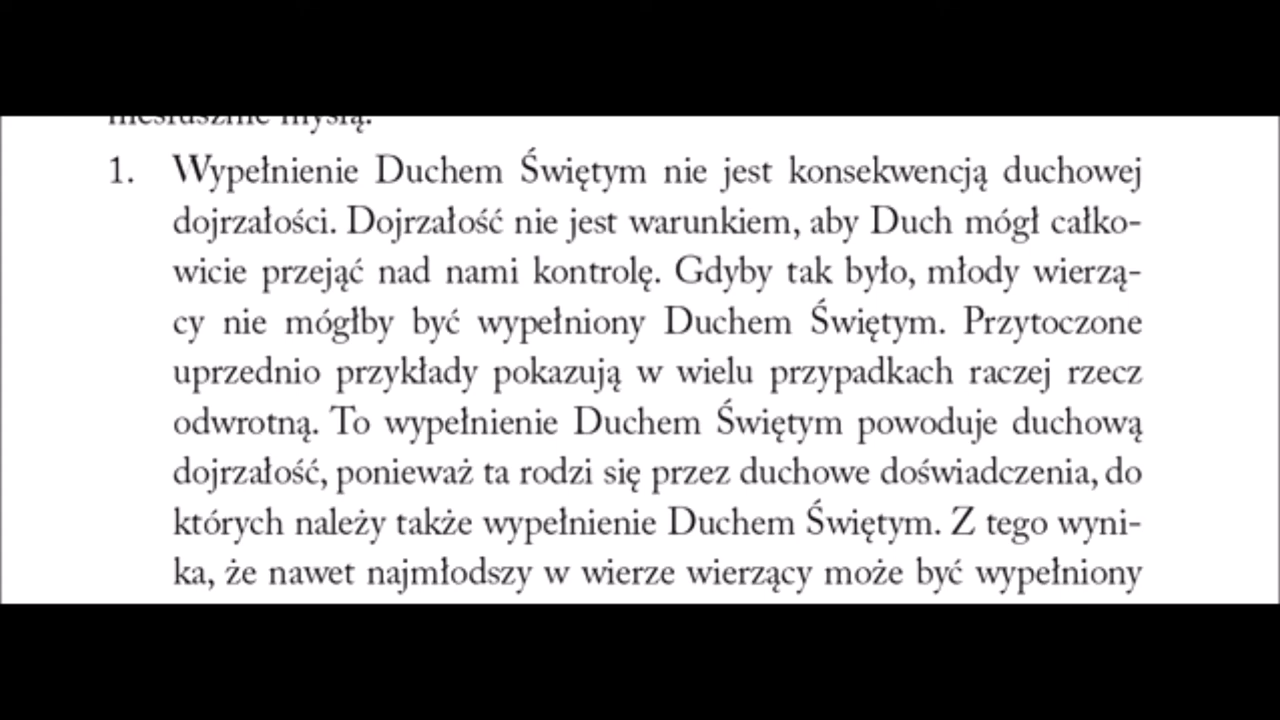 niesłusznie myślą.
1. Wypełnienie Duchem Świętym nie jest konsekwencją duchowej
dojrzałości. Dojrzałość nie jest warunkiem, aby Duch mógł całko-
wicie przejąć nad nami kontrolę. Gdyby tak było, młody wierzą-
cy nie mógłby być wypełniony Duchem Świętym. Przytoczone
uprzednio przykłady pokazują w wielu przypadkach raczej rzecz
odwrotną. To wypełnienie Duchem Świętym powoduje duchową
dojrzałość, ponieważ ta rodzi się przez duchowe doświadczenia, do
których należy także wypełnienie Duchem Świętym. Z tego wyni-
ka, że nawet najmłodszy w wierze wierzący może być wypełniony